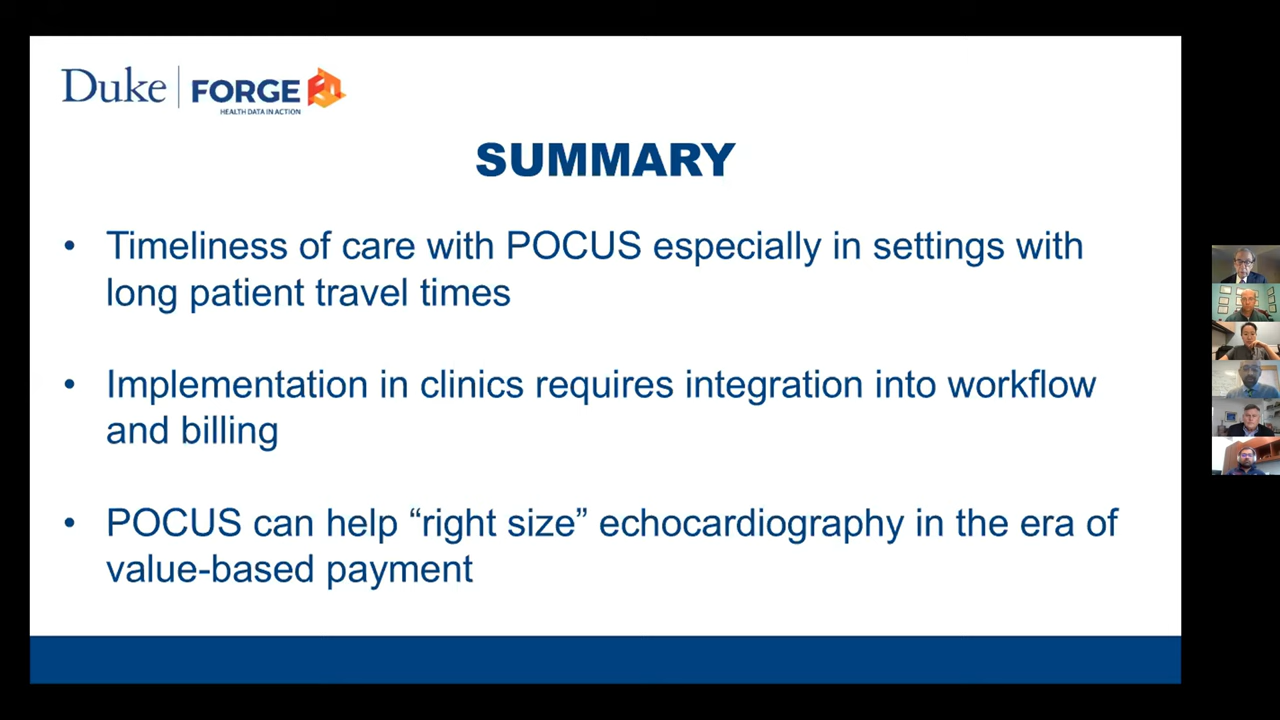 Duke FORGE
HEALTH DATA IN ACTION
SUMMARY
• Timeliness of care with POCUS especially in settings with
long patient travel times
• Implementation in clinics requires integration into workflow
and billing
• POCUS can help “right size” echocardiography in the era of
value-based payment